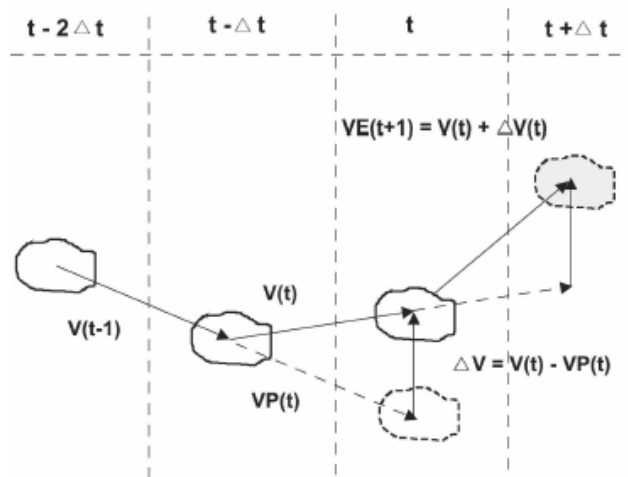 t - 2△t
t-△t
t
t+△t
VE(t+1) = V(t) + △V(t)
V(t)
V(t-1)
△V = V(t) - VP(t)
VP(t)